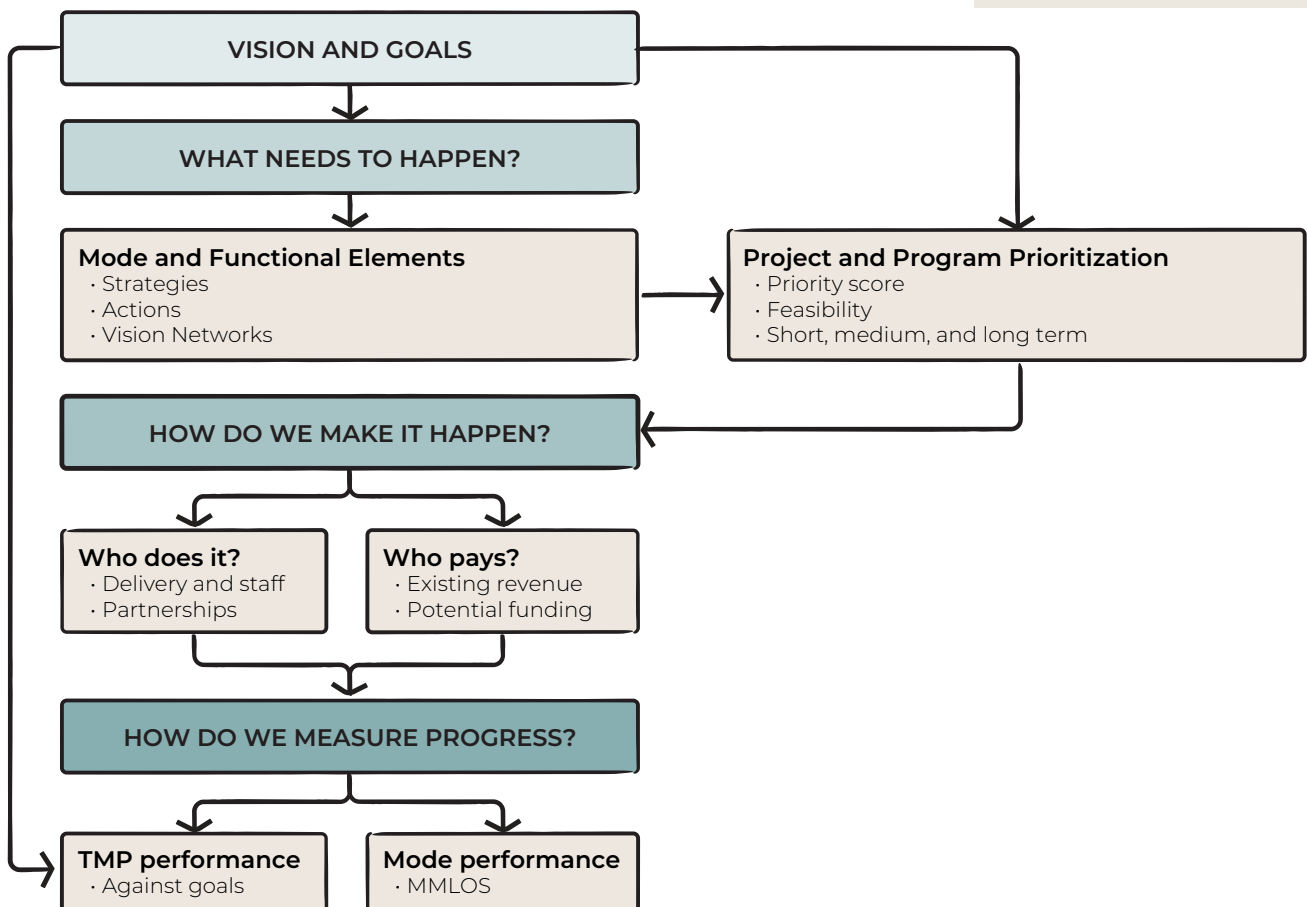 VISION AND GOALS
WHAT NEEDS TO HAPPEN?
Mode and Functional Elements
· Strategies
· Actions
· Vision Networks
Project and Program Prioritization
· Priority score
· Feasibility
· Short, medium, and long term
HOW DO WE MAKE IT HAPPEN?
Who does it?
· Delivery and staff
· Partnerships
Who pays?
· Existing revenue
· Potential funding
HOW DO WE MEASURE PROGRESS?
TMP performance
· Against goals
Mode performance
· MMLOS